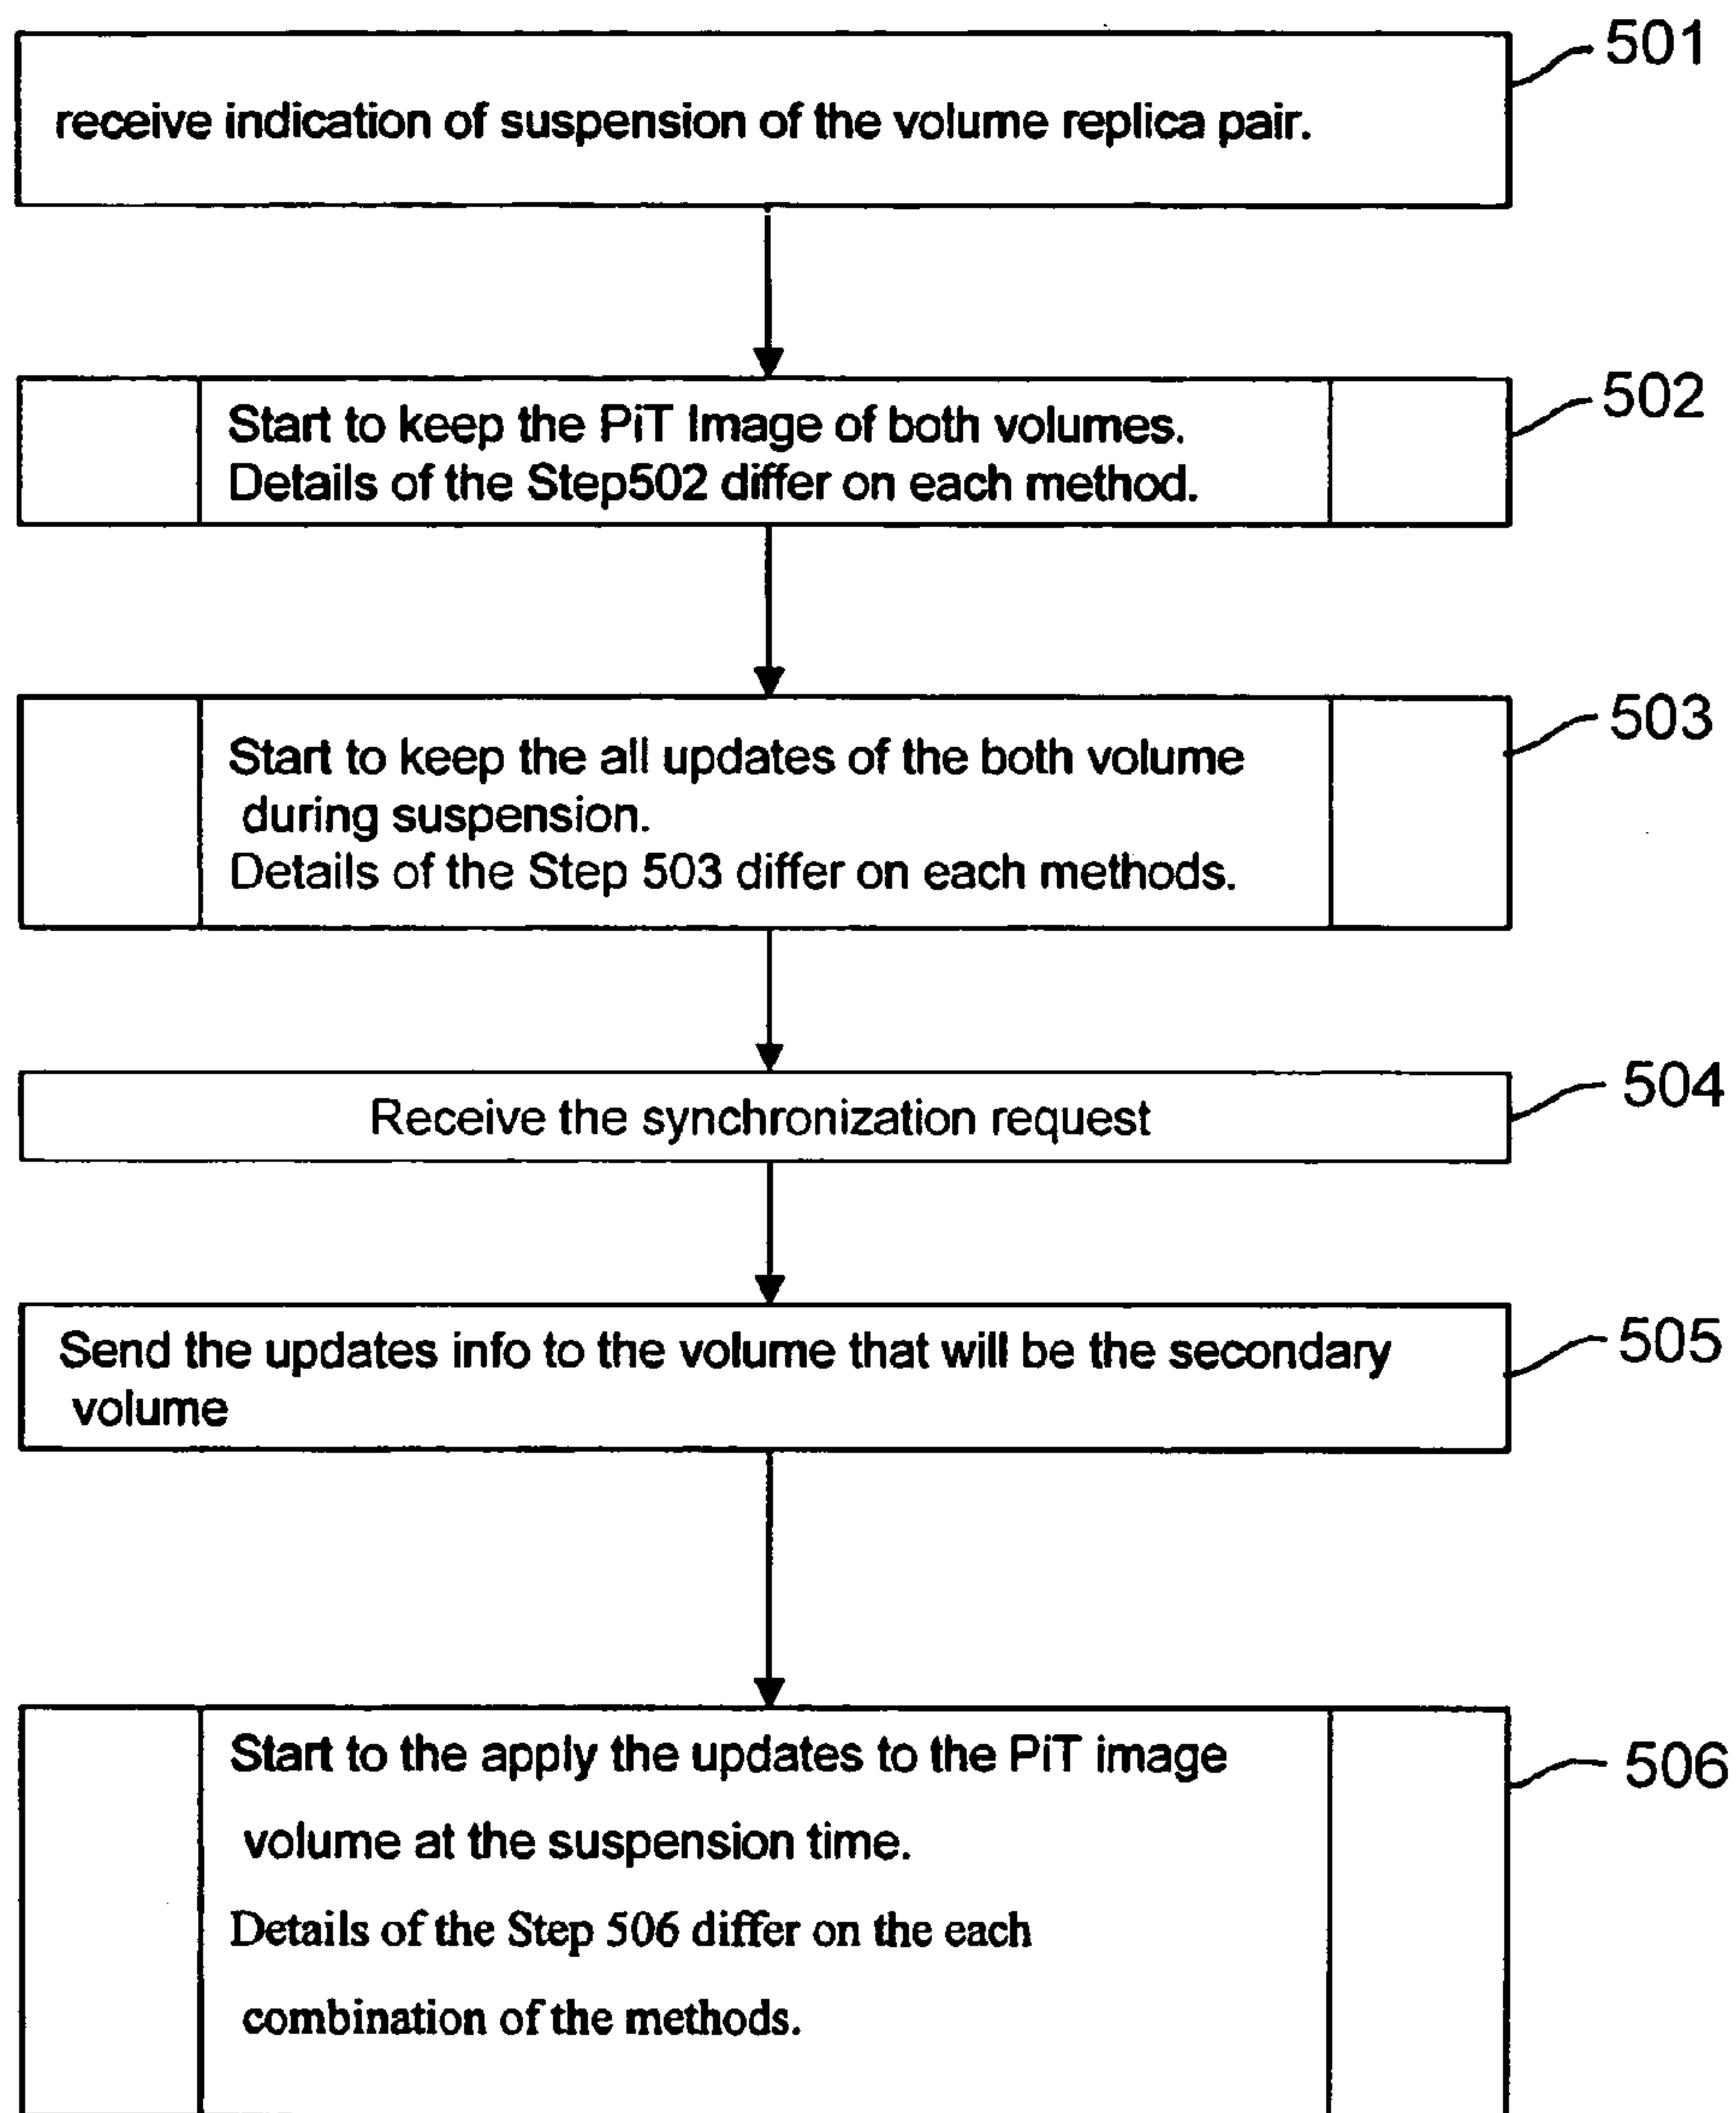 501
receive indication of suspension of the volume replica pair.
502
Start to keep the PiT Image of both volumes.
Details of the Step502 differ on each method.
503
Start to keep the all updates of the both volume
during suspension.
Details of the Step 503 differ on each methods.
504
Receive the synchronization request
505
Send the updates info to the volume that will be the secondary
volume
506
Start to the apply the updates to the PiT image
volume at the suspension time.
Details of the Step 506 differ on the each
combination of the methods.